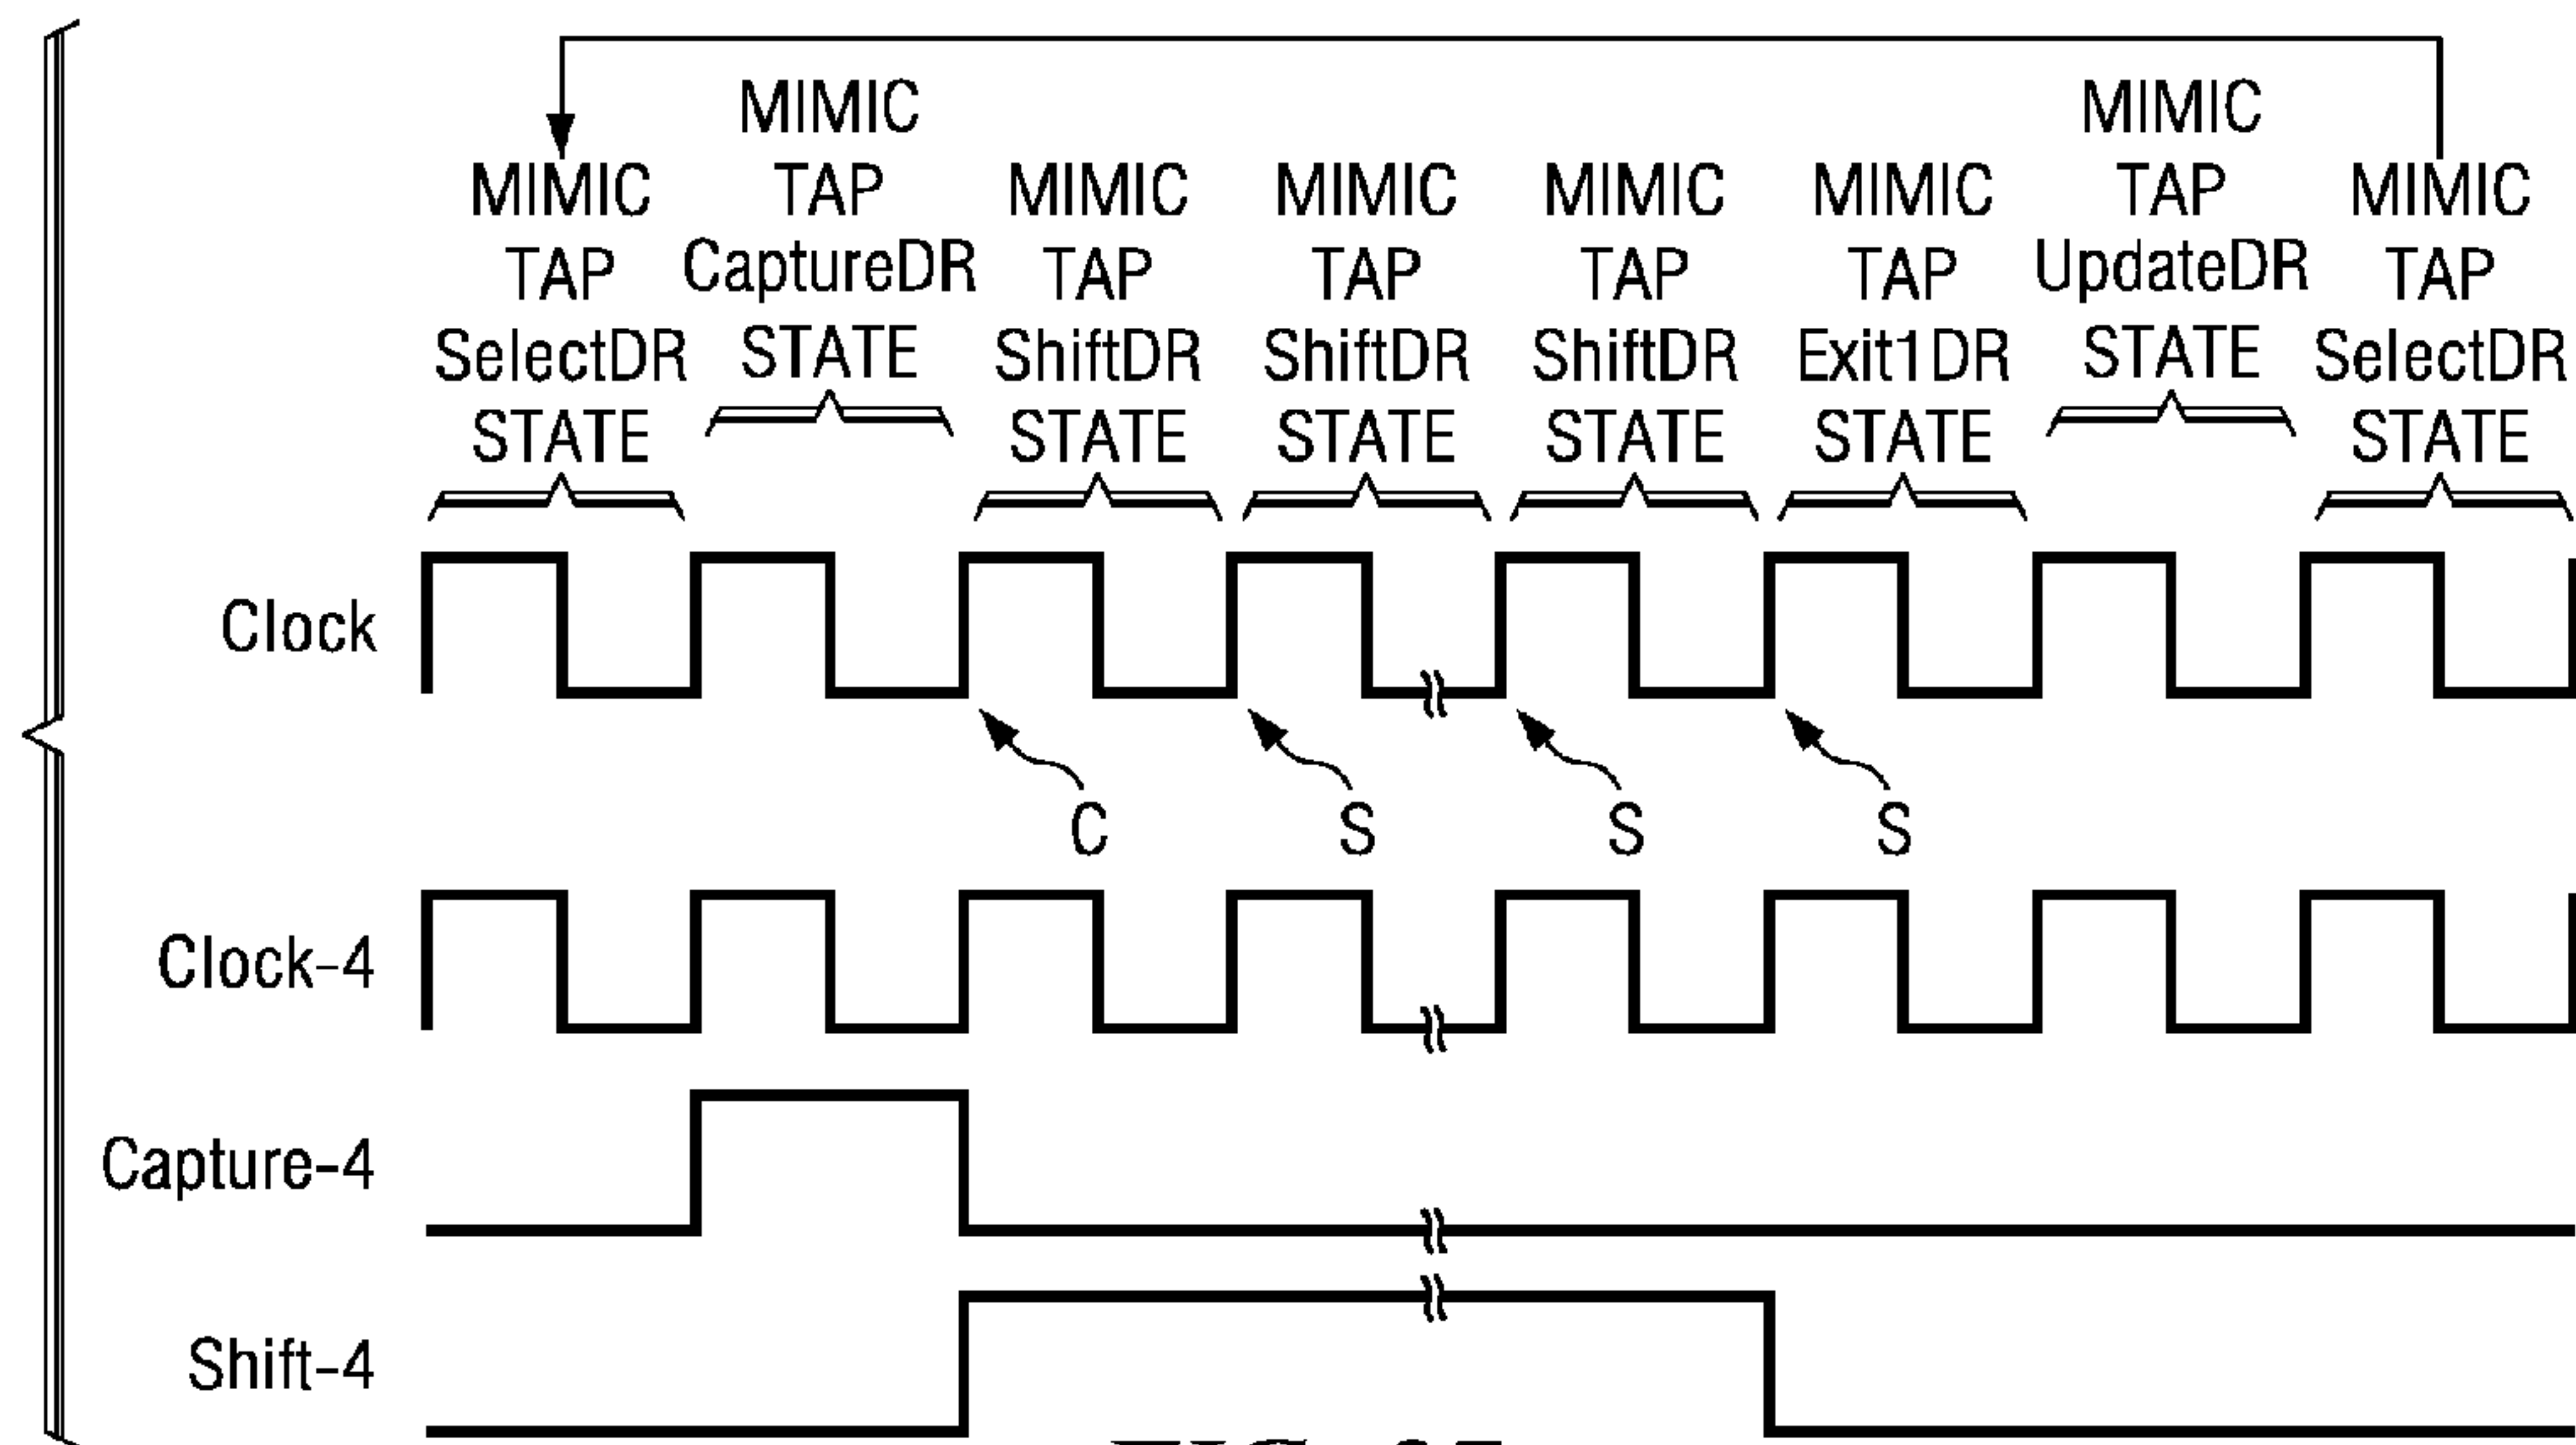 MIMIC
TAP
SelectDR
STATE
MIMIC
TAP
CaptureDR
STATE
MIMIC
TAP
ShiftDR
STATE
MIMIC
TAP
ShiftDR
STATE
MIMIC
TAP
ShiftDR
STATE
MIMIC
TAP
Exit1DR
STATE
MIMIC
TAP
UpdateDR
STATE
MIMIC
TAP
SelectDR
STATE
Clock
C
S
S
S
Clock-4
Capture-4
Shift-4